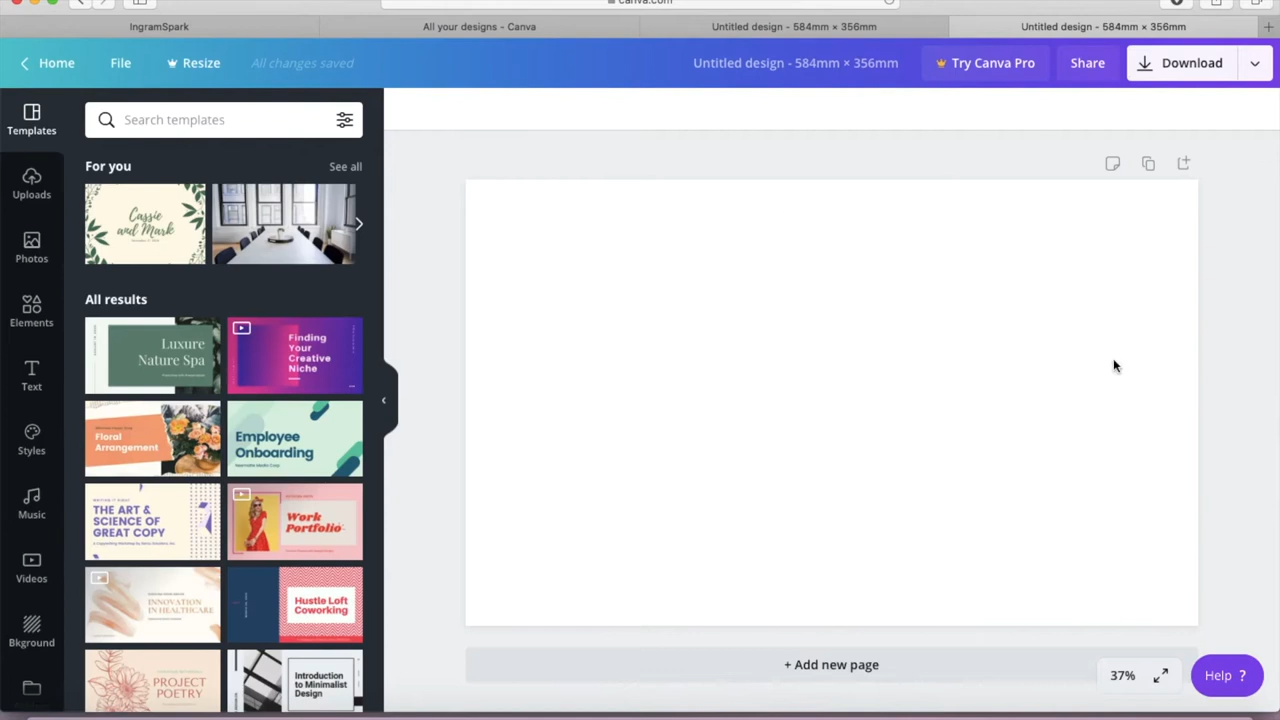 canva.com
IngramSpark
All your designs - Canva
Untitled design - 584mm × 356mm
Untitled design - 584mm × 356mm
Home
File
Resize
All changes saved
Untitled design - 584mm × 356mm
Try Canva Pro
Share
Download
Templates
Uploads
Photos
Elements
Text
Styles
Music
Videos
Bkground
Search templates
For you
See all
Cassie
and Mark
All results
Luxure
Nature Spa
Finding
Your
Creative
Niche
Floral
Arrangement
Employee
Onboarding
THE ART &
SCIENCE OF
GREAT COPY
Work
Portfolio
INNOVATION
IN HEALTHCARE
Hustle Loft
Coworking
PROJECT
POETRY
Introduction
to Minimalist
Design
+ Add new page
37%
Help ?